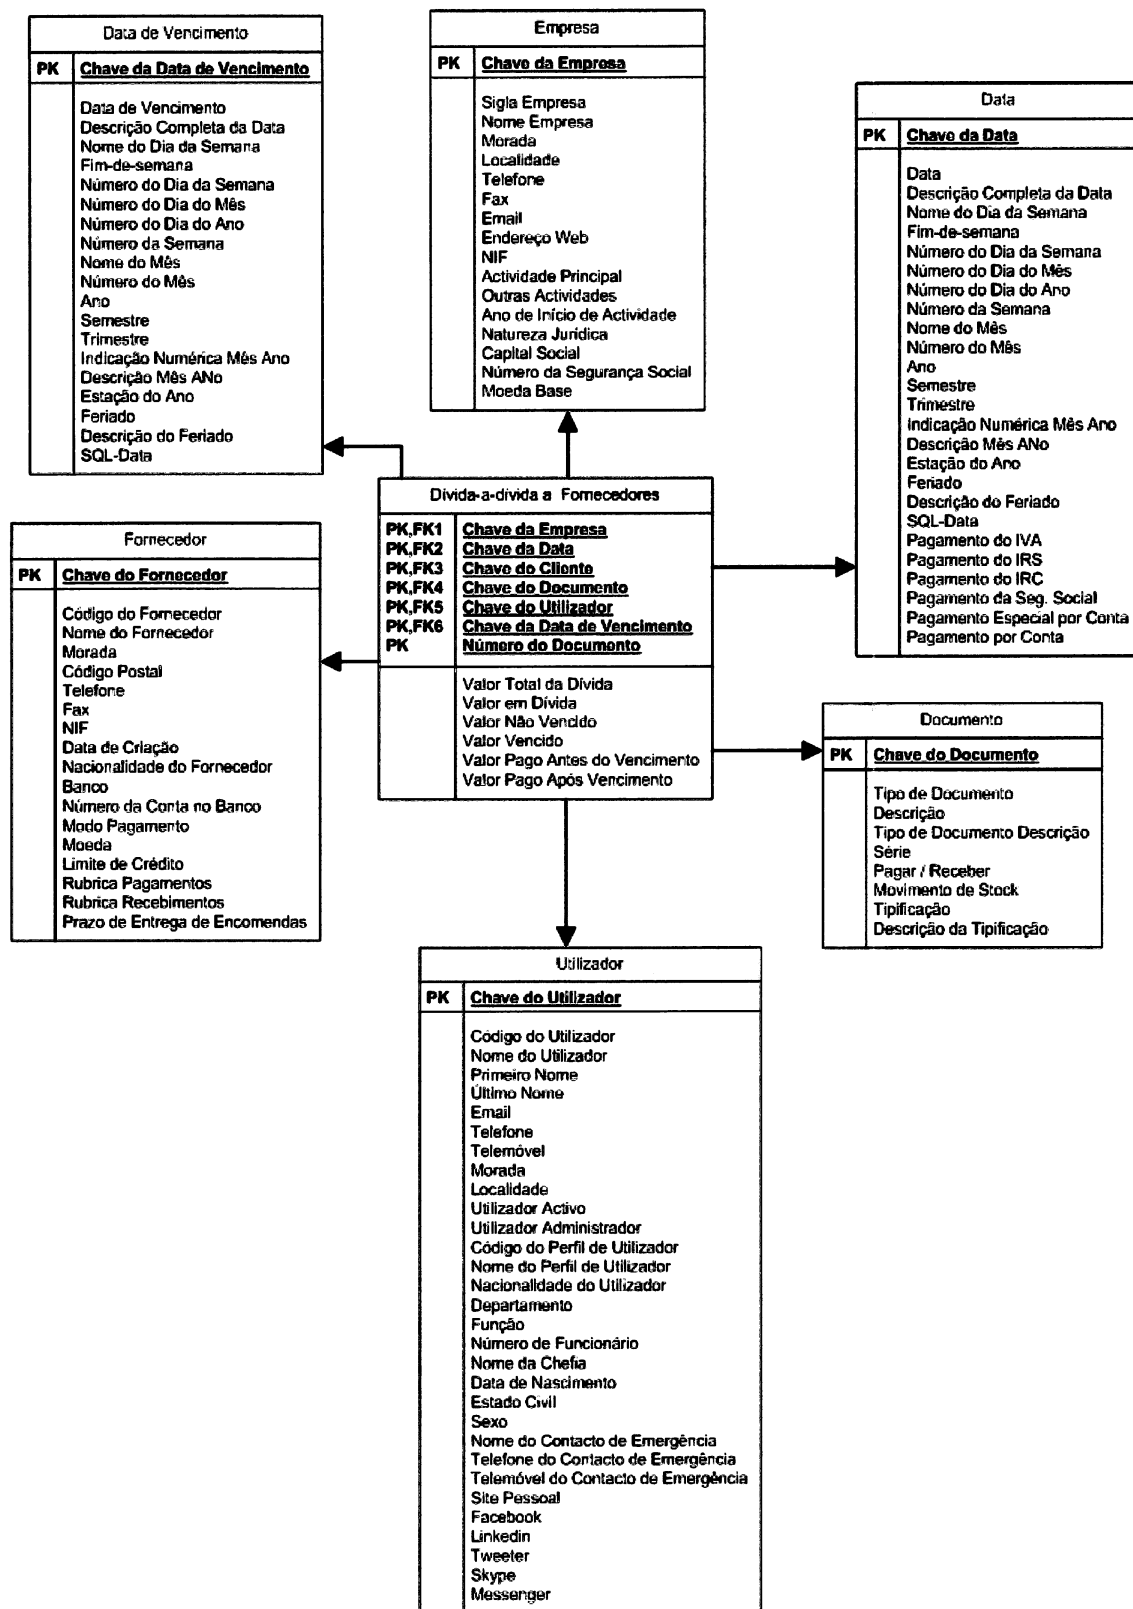 Data de Vencimento
PK Chave da Data de Vencimento
Data de Vencimento
Descrição Completa da Data
Nome do Dia da Semana
Fim-de-semana
Número do Dia da Semana
Número do Dia do Mês
Número do Dia do Ano
Número da Semana
Nome do Mês
Número do Mês
Ano
Semestre
Trimestre
Indicação Numérica Mês Ano
Descrição Mês ANo
Estação do Ano
Feriado
Descrição do Feriado
SQL-Data
Empresa
PK Chave da Empresa
Sigla Empresa
Nome Empresa
Morada
Localidade
Telefone
Fax
Email
Endereço Web
NIF
Actividade Principal
Outras Actividades
Ano de Início de Actividade
Natureza Jurídica
Capital Social
Número da Segurança Social
Moeda Base
Data
PK Chave da Data
Data
Descrição Completa da Data
Nome do Dia da Semana
Fim-de-semana
Número do Dia da Semana
Número do Dia do Mês
Número do Dia do Ano
Número da Semana
Nome do Mês
Número do Mês
Ano
Semestre
Trimestre
Indicação Numérica Mês Ano
Descrição Mês ANo
Estação do Ano
Feriado
Descrição do Feriado
SQL-Data
Pagamento do IVA
Pagamento do IRS
Pagamento do IRC
Pagamento da Seg. Social
Pagamento Especial por Conta
Pagamento por Conta
Dívida-a-dívida a Fornecedores
PK,FK1 Chave da Empresa
PK,FK2 Chave da Data
PK,FK3 Chave do Cliente
PK,FK4 Chave do Documento
PK,FK5 Chave do Utilizador
PK,FK6 Chave da Data de Vencimento
PK Número do Documento
Valor Total da Dívida
Valor em Dívida
Valor Não Vencido
Valor Vencido
Valor Pago Antes do Vencimento
Valor Pago Após Vencimento
Fornecedor
PK Chave do Fornecedor
Código do Fornecedor
Nome do Fornecedor
Morada
Código Postal
Telefone
Fax
NIF
Data de Criação
Nacionalidade do Fornecedor
Banco
Número da Conta no Banco
Modo Pagamento
Moeda
Limite de Crédito
Rubrica Pagamentos
Rubrica Recebimentos
Prazo de Entrega de Encomendas
Documento
PK Chave do Documento
Tipo de Documento
Descrição
Tipo de Documento Descrição
Série
Pagar / Receber
Movimento de Stock
Tipificação
Descrição da Tipificação
Utilizador
PK Chave do Utilizador
Código do Utilizador
Nome do Utilizador
Primeiro Nome
Último Nome
Email
Telefone
Telemóvel
Morada
Localidade
Utilizador Activo
Utilizador Administrador
Código do Perfil de Utilizador
Nome do Perfil de Utilizador
Nacionalidade do Utilizador
Departamento
Função
Número de Funcionário
Nome da Chefia
Data de Nascimento
Estado Civil
Sexo
Nome do Contacto de Emergência
Telefone do Contacto de Emergência
Telemóvel do Contacto de Emergência
Site Pessoal
Facebook
Linkedin
Tweeter
Skype
Messenger